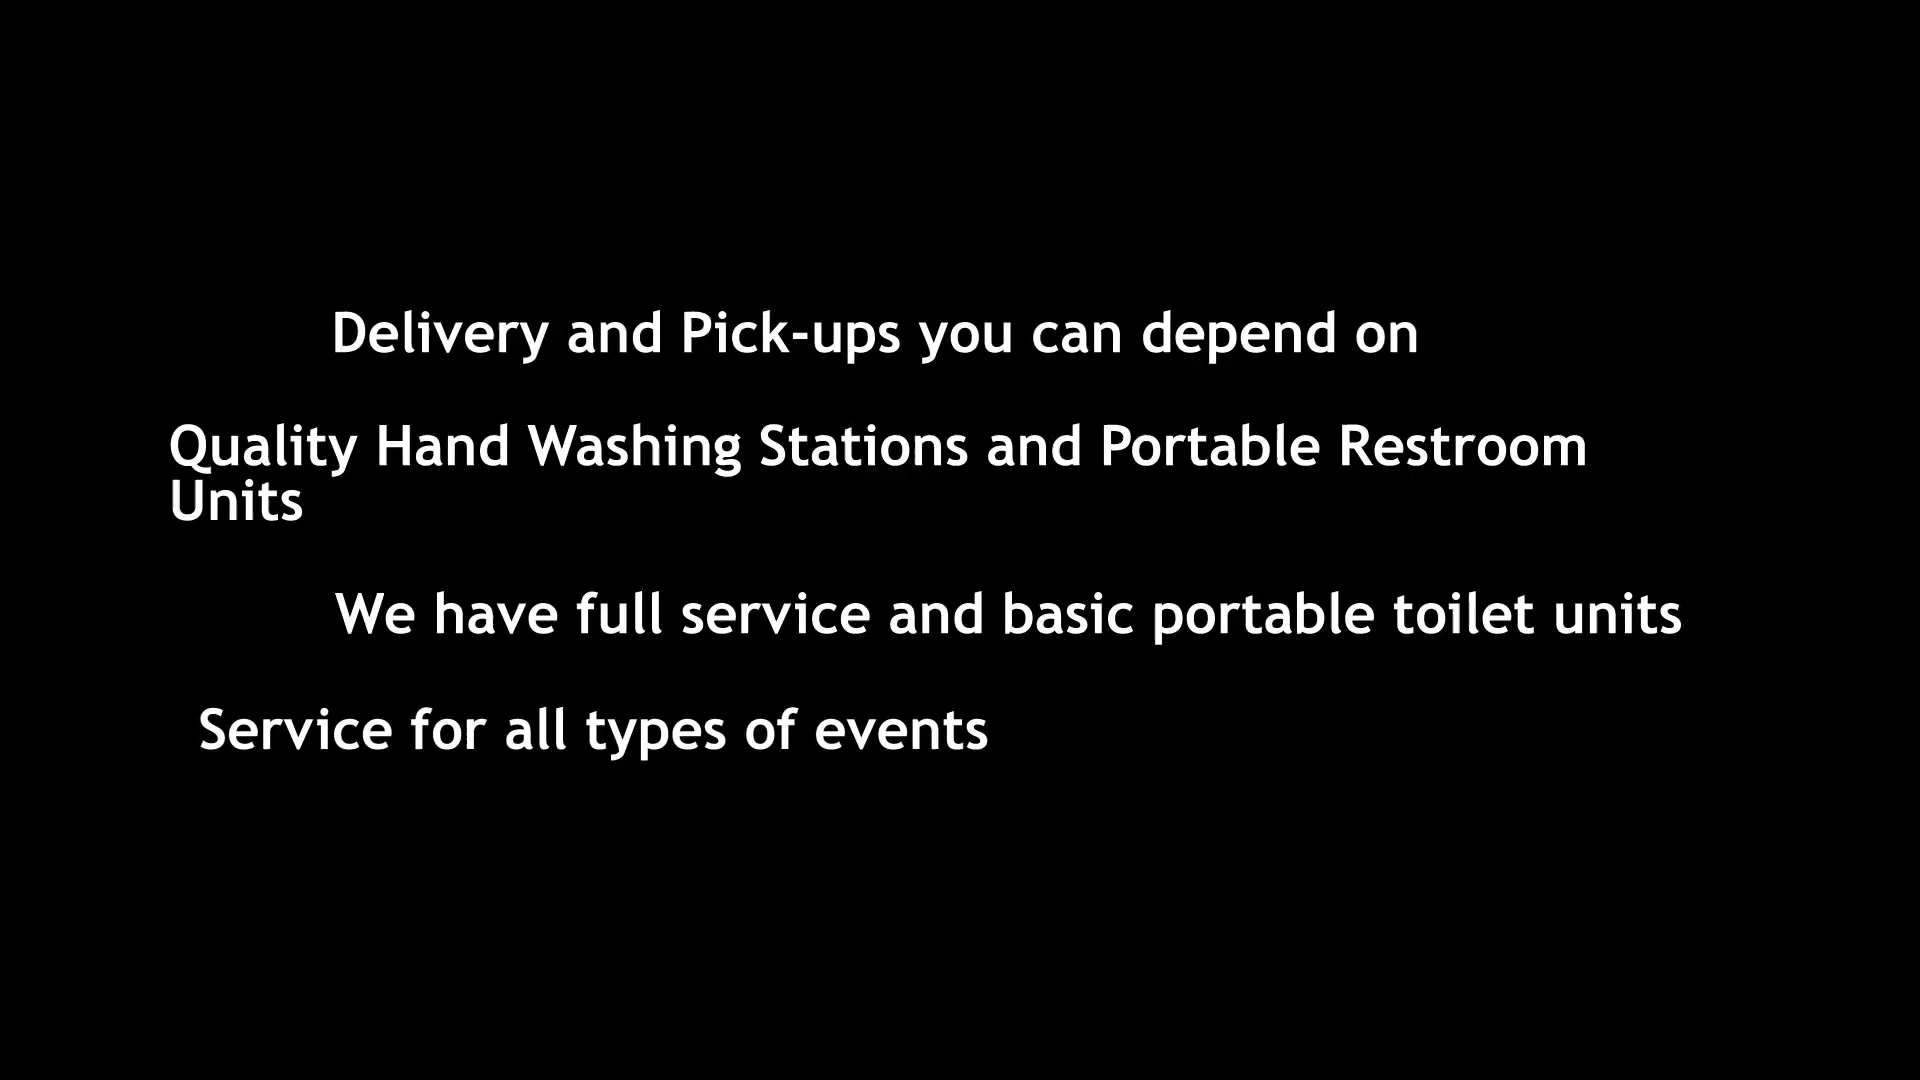 Delivery and Pick-ups you can depend on
Quality Hand Washing Stations and Portable Restroom
Units
We have full service and basic portable toilet units
Service for all types of events